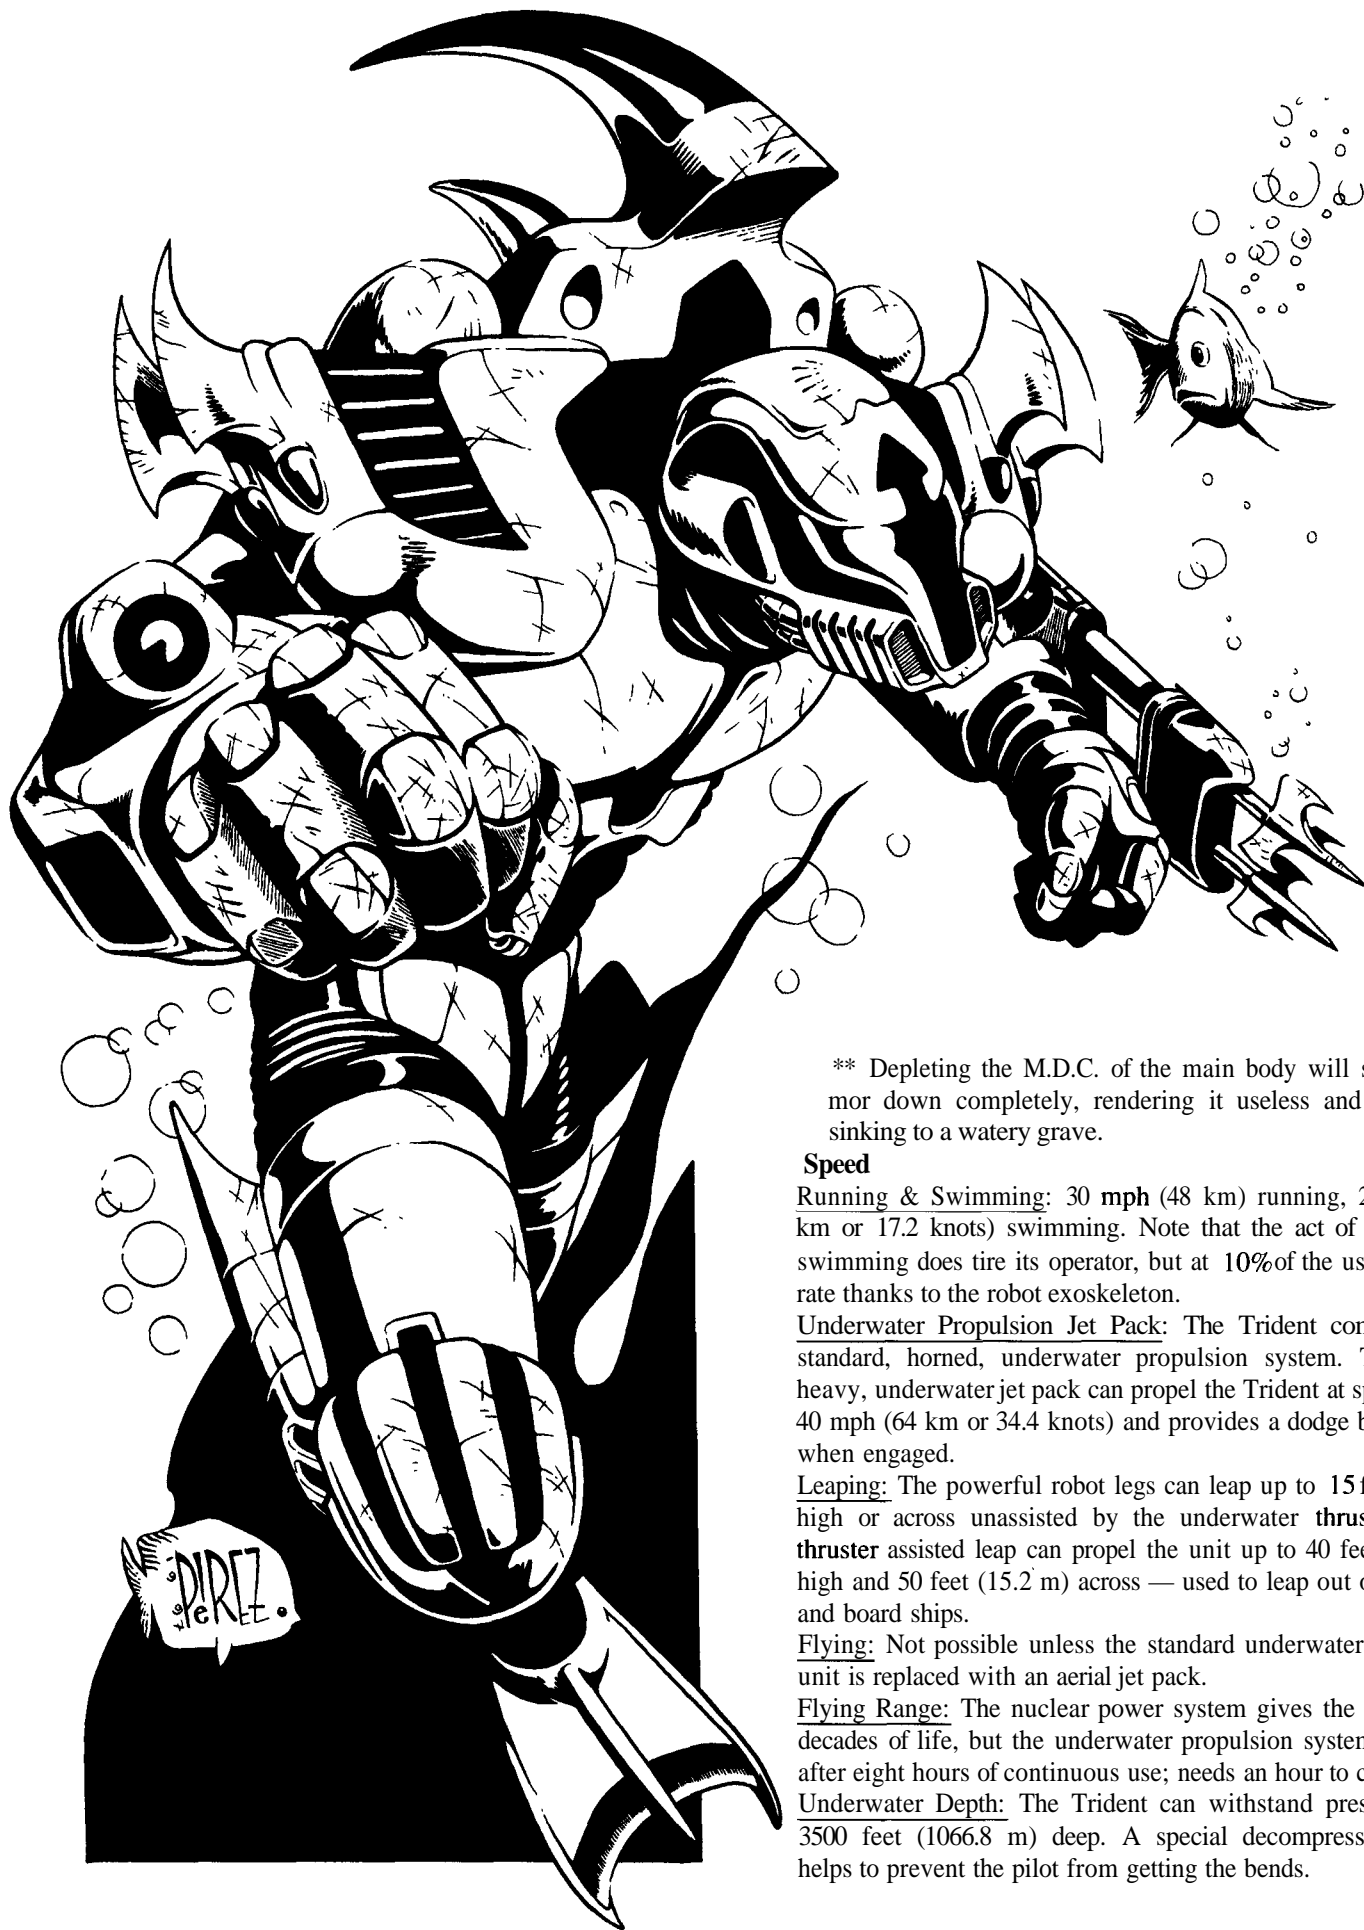 ** Depleting the M.D.C. of the main body will
mor down completely, rendering it useless and
sinking to a watery grave.
Speed
Running & Swimming: 30 mph (48 km) running,
km or 17.2 knots) swimming. Note that the act of
swimming does tire its operator, but at 10% of the
rate thanks to the robot exoskeleton.
Underwater Propulsion Jet Pack: The Trident
standard, horned, underwater propulsion system.
heavy, underwater jet pack can propel the Trident at
40 mph (64 km or 34.4 knots) and provides a dodge
when engaged.
Leaping: The powerful robot legs can leap up to 15
high or across unassisted by the underwater
thruster assisted leap can propel the unit up to 40
high and 50 feet (15.2 m) across — used to leap out
and board ships.
Flying: Not possible unless the standard underwater
unit is replaced with an aerial jet pack.
Flying Range: The nuclear power system gives the
decades of life, but the underwater propulsion
after eight hours of continuous use; needs an hour to
Underwater Depth: The Trident can withstand
3500 feet (1066.8 m) deep. A special
helps to prevent the pilot from getting the bends.
PEREZ